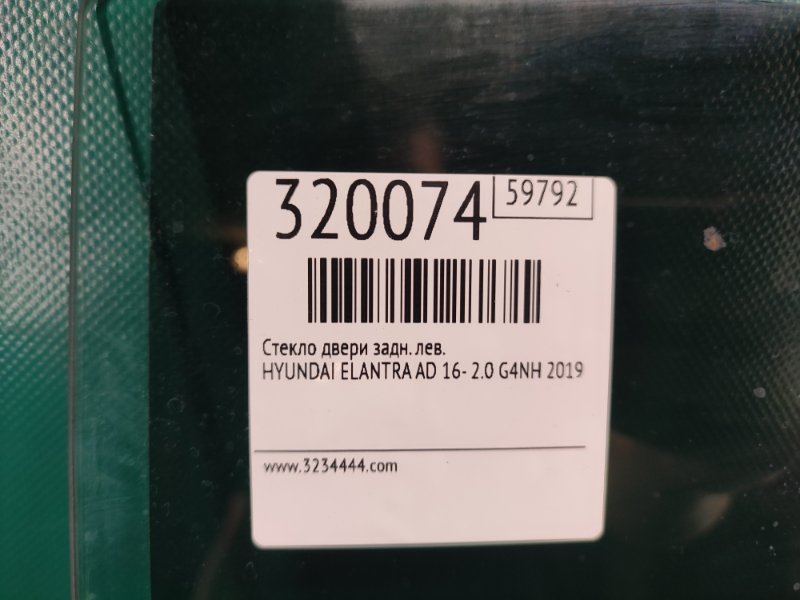 320074
59792
Стекло двери задн. лев.
HYUNDAI ELANTRA AD 16- 2.0 G4NH 2019
www.3234444.com